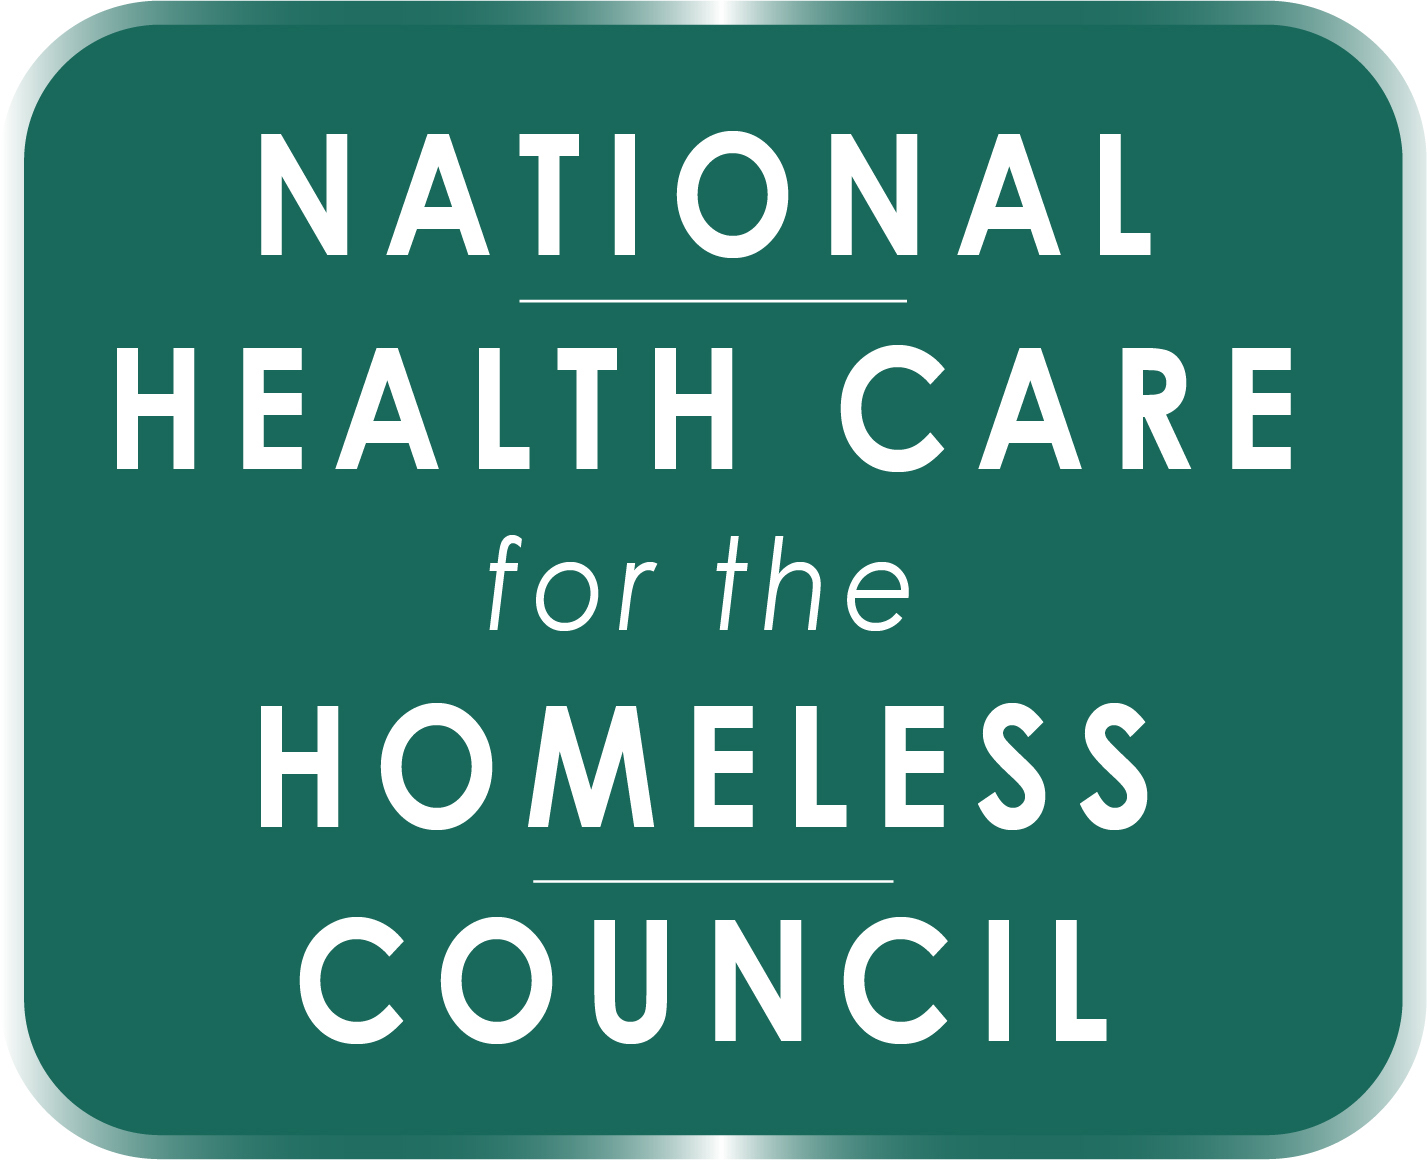 NATIONAL
HEALTH CARE
for the
HOMELESS
COUNCIL